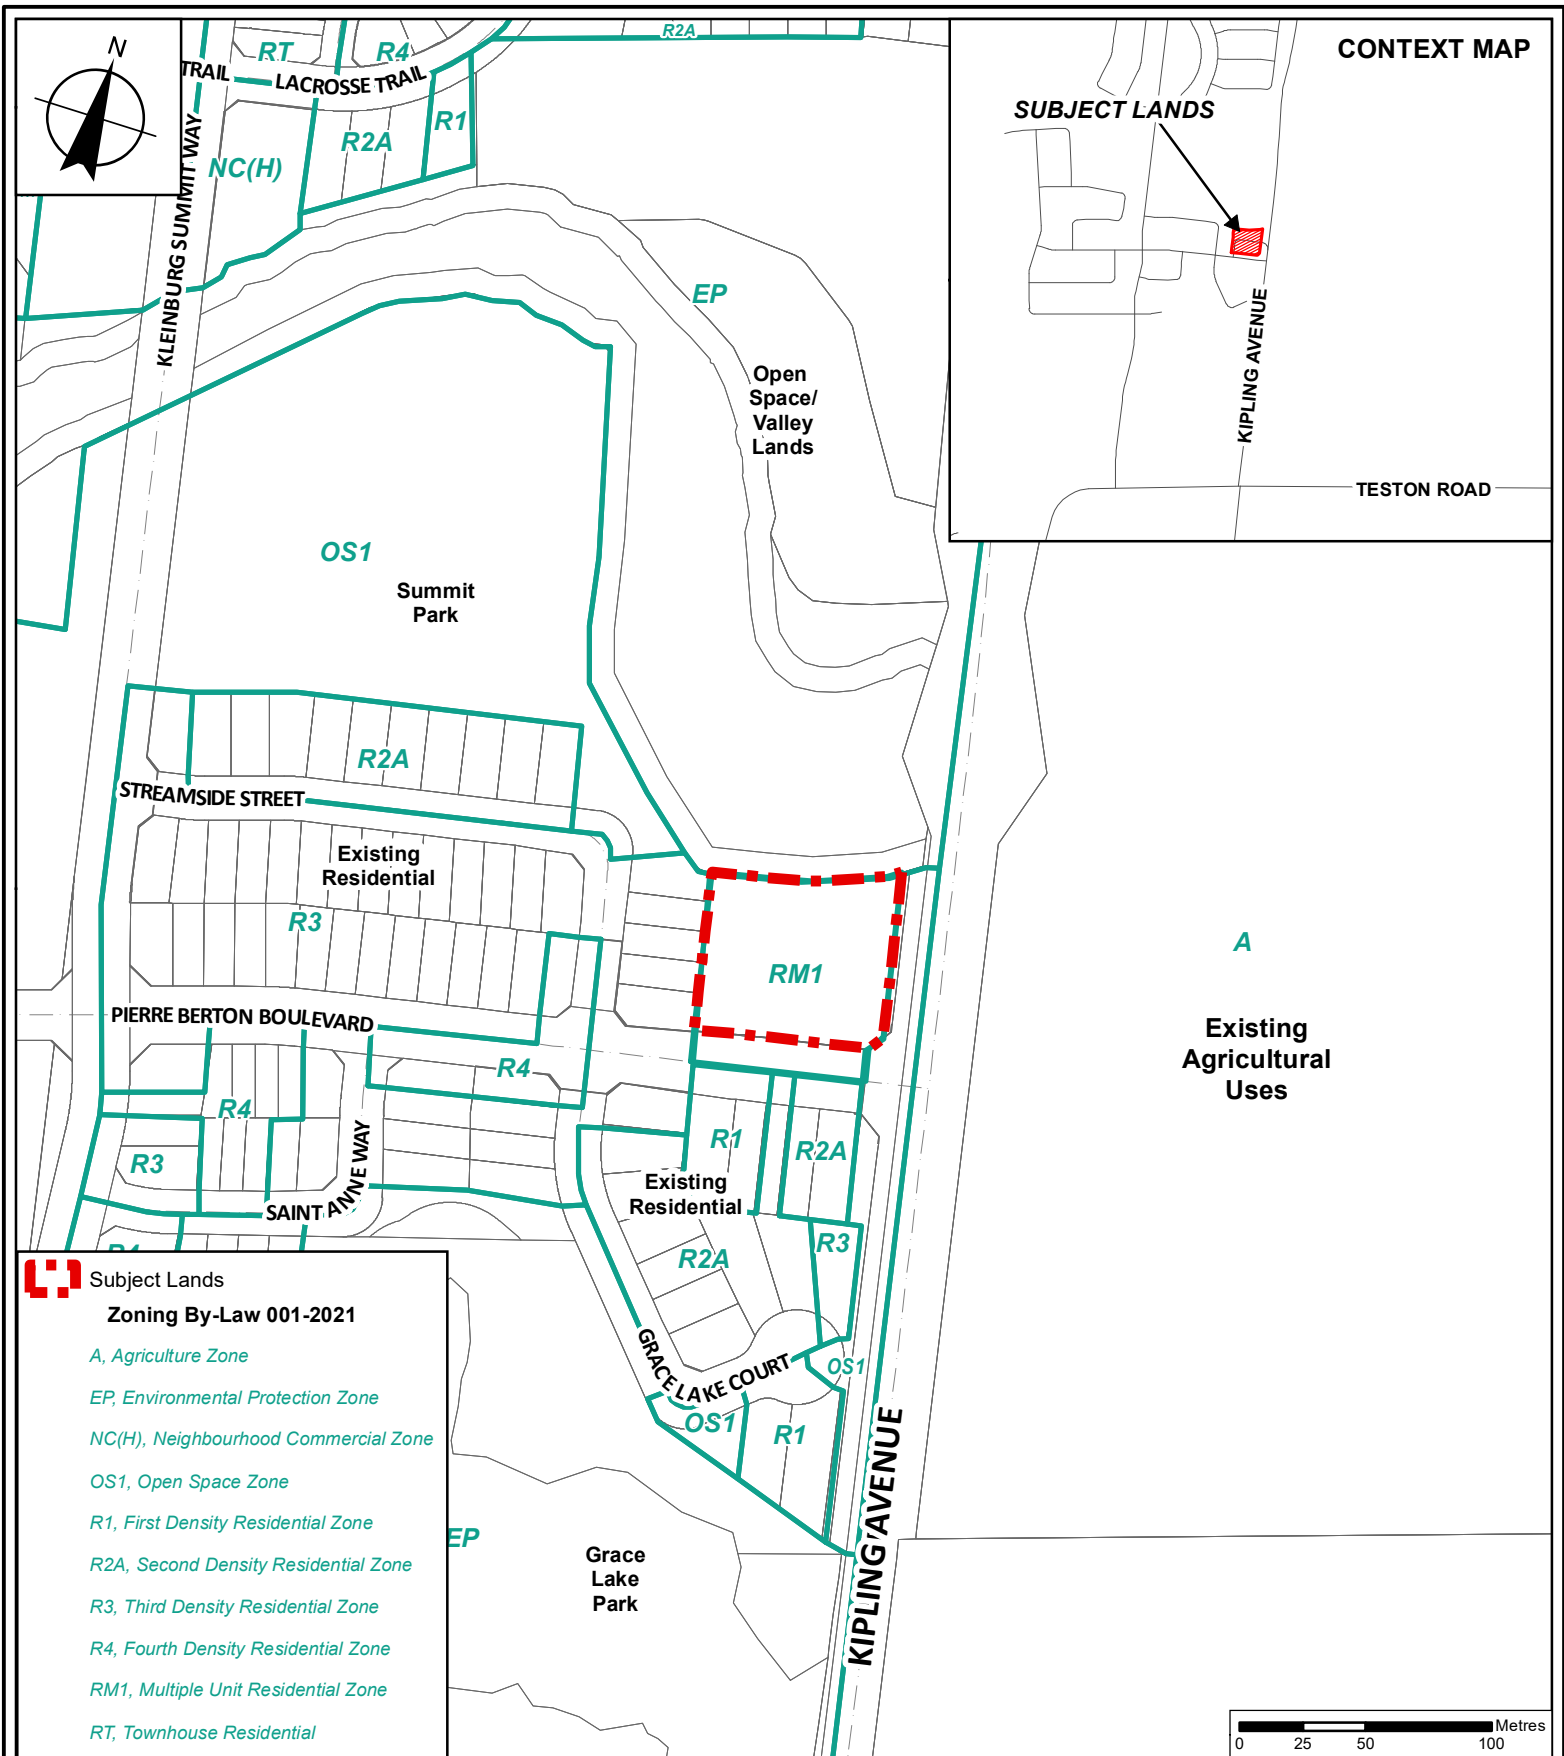 N
CONTEXT MAP
SUBJECT LANDS
KIPLING AVENUE
TESTON ROAD
R2A
RT
R4
TRAIL
LACROSSE TRAIL
R1
R2A
NC(H)
KLEINBURG SUMMIT WAY
EP
Open
Space/
Valley
Lands
OS1
Summit
Park
R2A
STREAMSIDE STREET
Existing
Residential
R3
RM1
A
Existing
Agricultural
Uses
PIERRE BERTON BOULEVARD
R4
R4
R3
SAINT ANNE WAY
R1
R2A
Existing
Residential
R3
R2A
R4
GRACE LAKE COURT
OS1
OS1
R1
KIPLING AVENUE
EP
Grace
Lake
Park
Subject Lands
Zoning By-Law 001-2021
A, Agriculture Zone
EP, Environmental Protection Zone
NC(H), Neighbourhood Commercial Zone
OS1, Open Space Zone
R1, First Density Residential Zone
R2A, Second Density Residential Zone
R3, Third Density Residential Zone
R4, Fourth Density Residential Zone
RM1, Multiple Unit Residential Zone
RT, Townhouse Residential
Metres
0 25 50 100